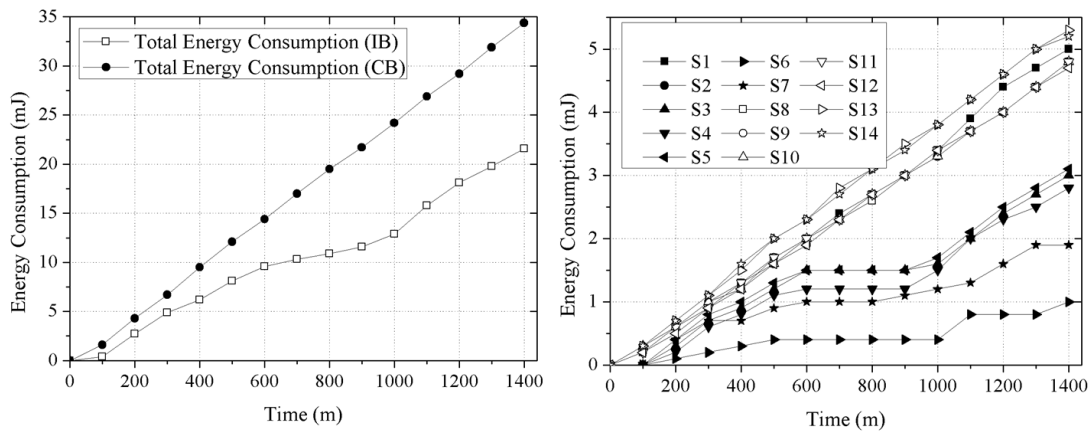 35
30
25
20
15
10
5
0
Energy Consumption (mJ)
Total Energy Consumption (IB)
Total Energy Consumption (CB)
0 200 400 600 800 1000 1200 1400
Time (m)
5
4
3
2
1
0
Energy Consumption (mJ)
S1 S6 S11
S2 S7 S12
S3 S8 S13
S4 S9 S14
S5 S10
0 200 400 600 800 1000 1200 1400
Time (m)